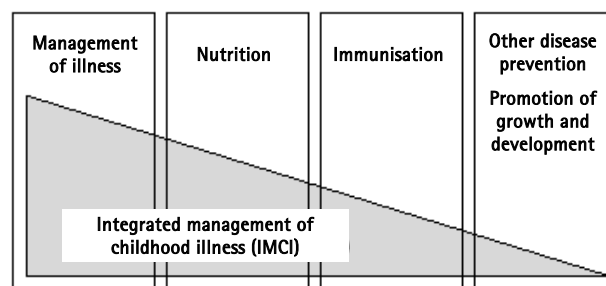 Management
of illness
Nutrition
Immunisation
Other disease
prevention
Promotion of
growth and
development
Integrated management of
childhood illness (IMCI)